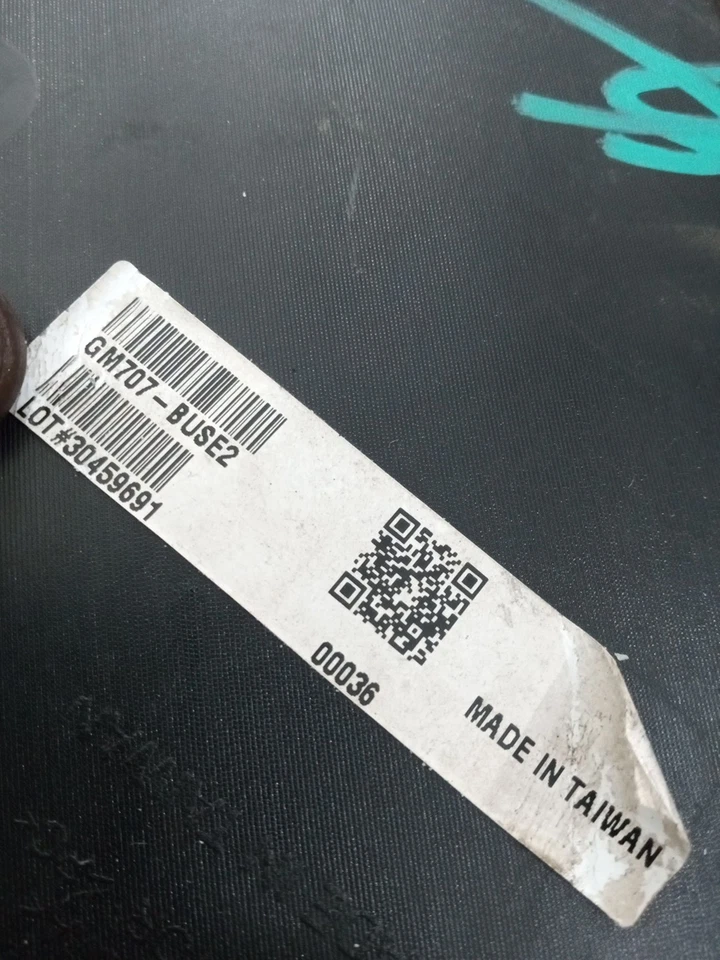 GM707-BUSE2
LOT#30459691
00036
MADE IN TAIWAN